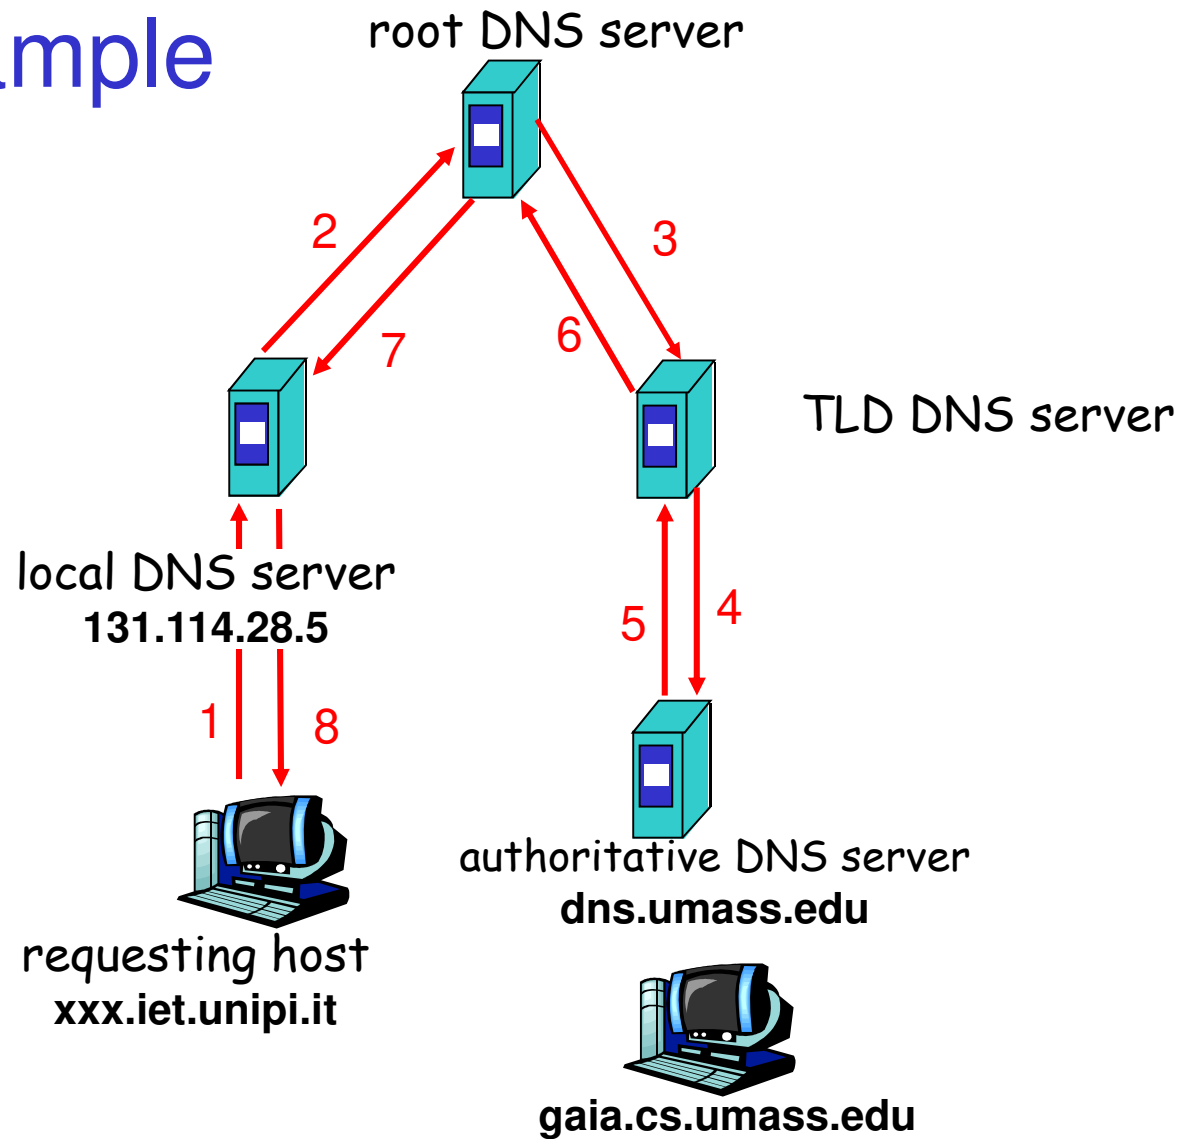 root DNS server
ample
2
3
7
6
TLD DNS server
local DNS server
131.114.28.5
5
4
1
8
authoritative DNS server
dns.umass.edu
requesting host
xxx.iet.unipi.it
gaia.cs.umass.edu